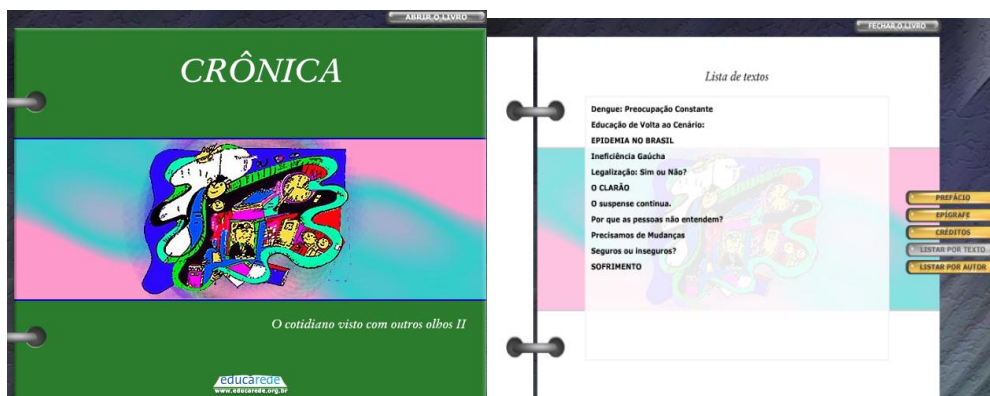 ABRIR O LIVRO
CRÔNICA
O cotidiano visto com outros olhos II
educarede
www.educarede.org.br
FECHAR O LIVRO
Lista de textos
Dengue: Preocupação Constante
Educação de Volta ao Cenário:
EPIDEMIA NO BRASIL
Ineficiência Gaúcha
Legalização: Sim ou Não?
O CLARÃO
O suspense continua.
Por que as pessoas não entendem?
Precisamos de Mudanças
Seguros ou inseguros?
SOFRIMENTO
PREFÁCIO
EPÍGRAFE
CRÉDITOS
LISTAR POR TEXTO
LISTAR POR AUTOR